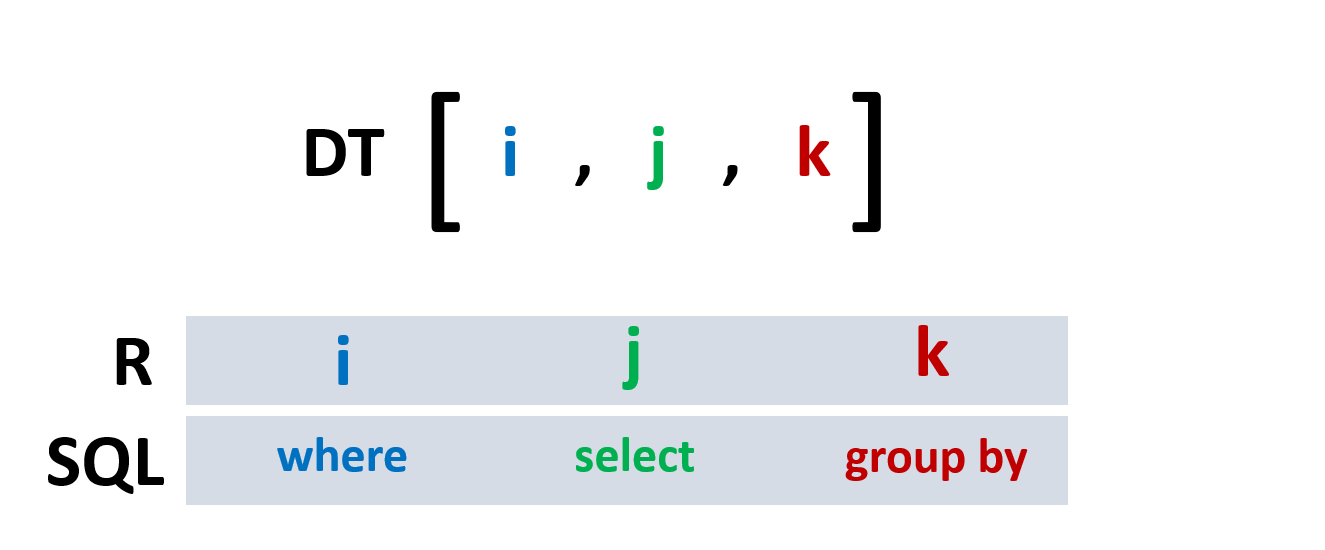 DT [ i , j , k ]
R i j k
SQL where select group by